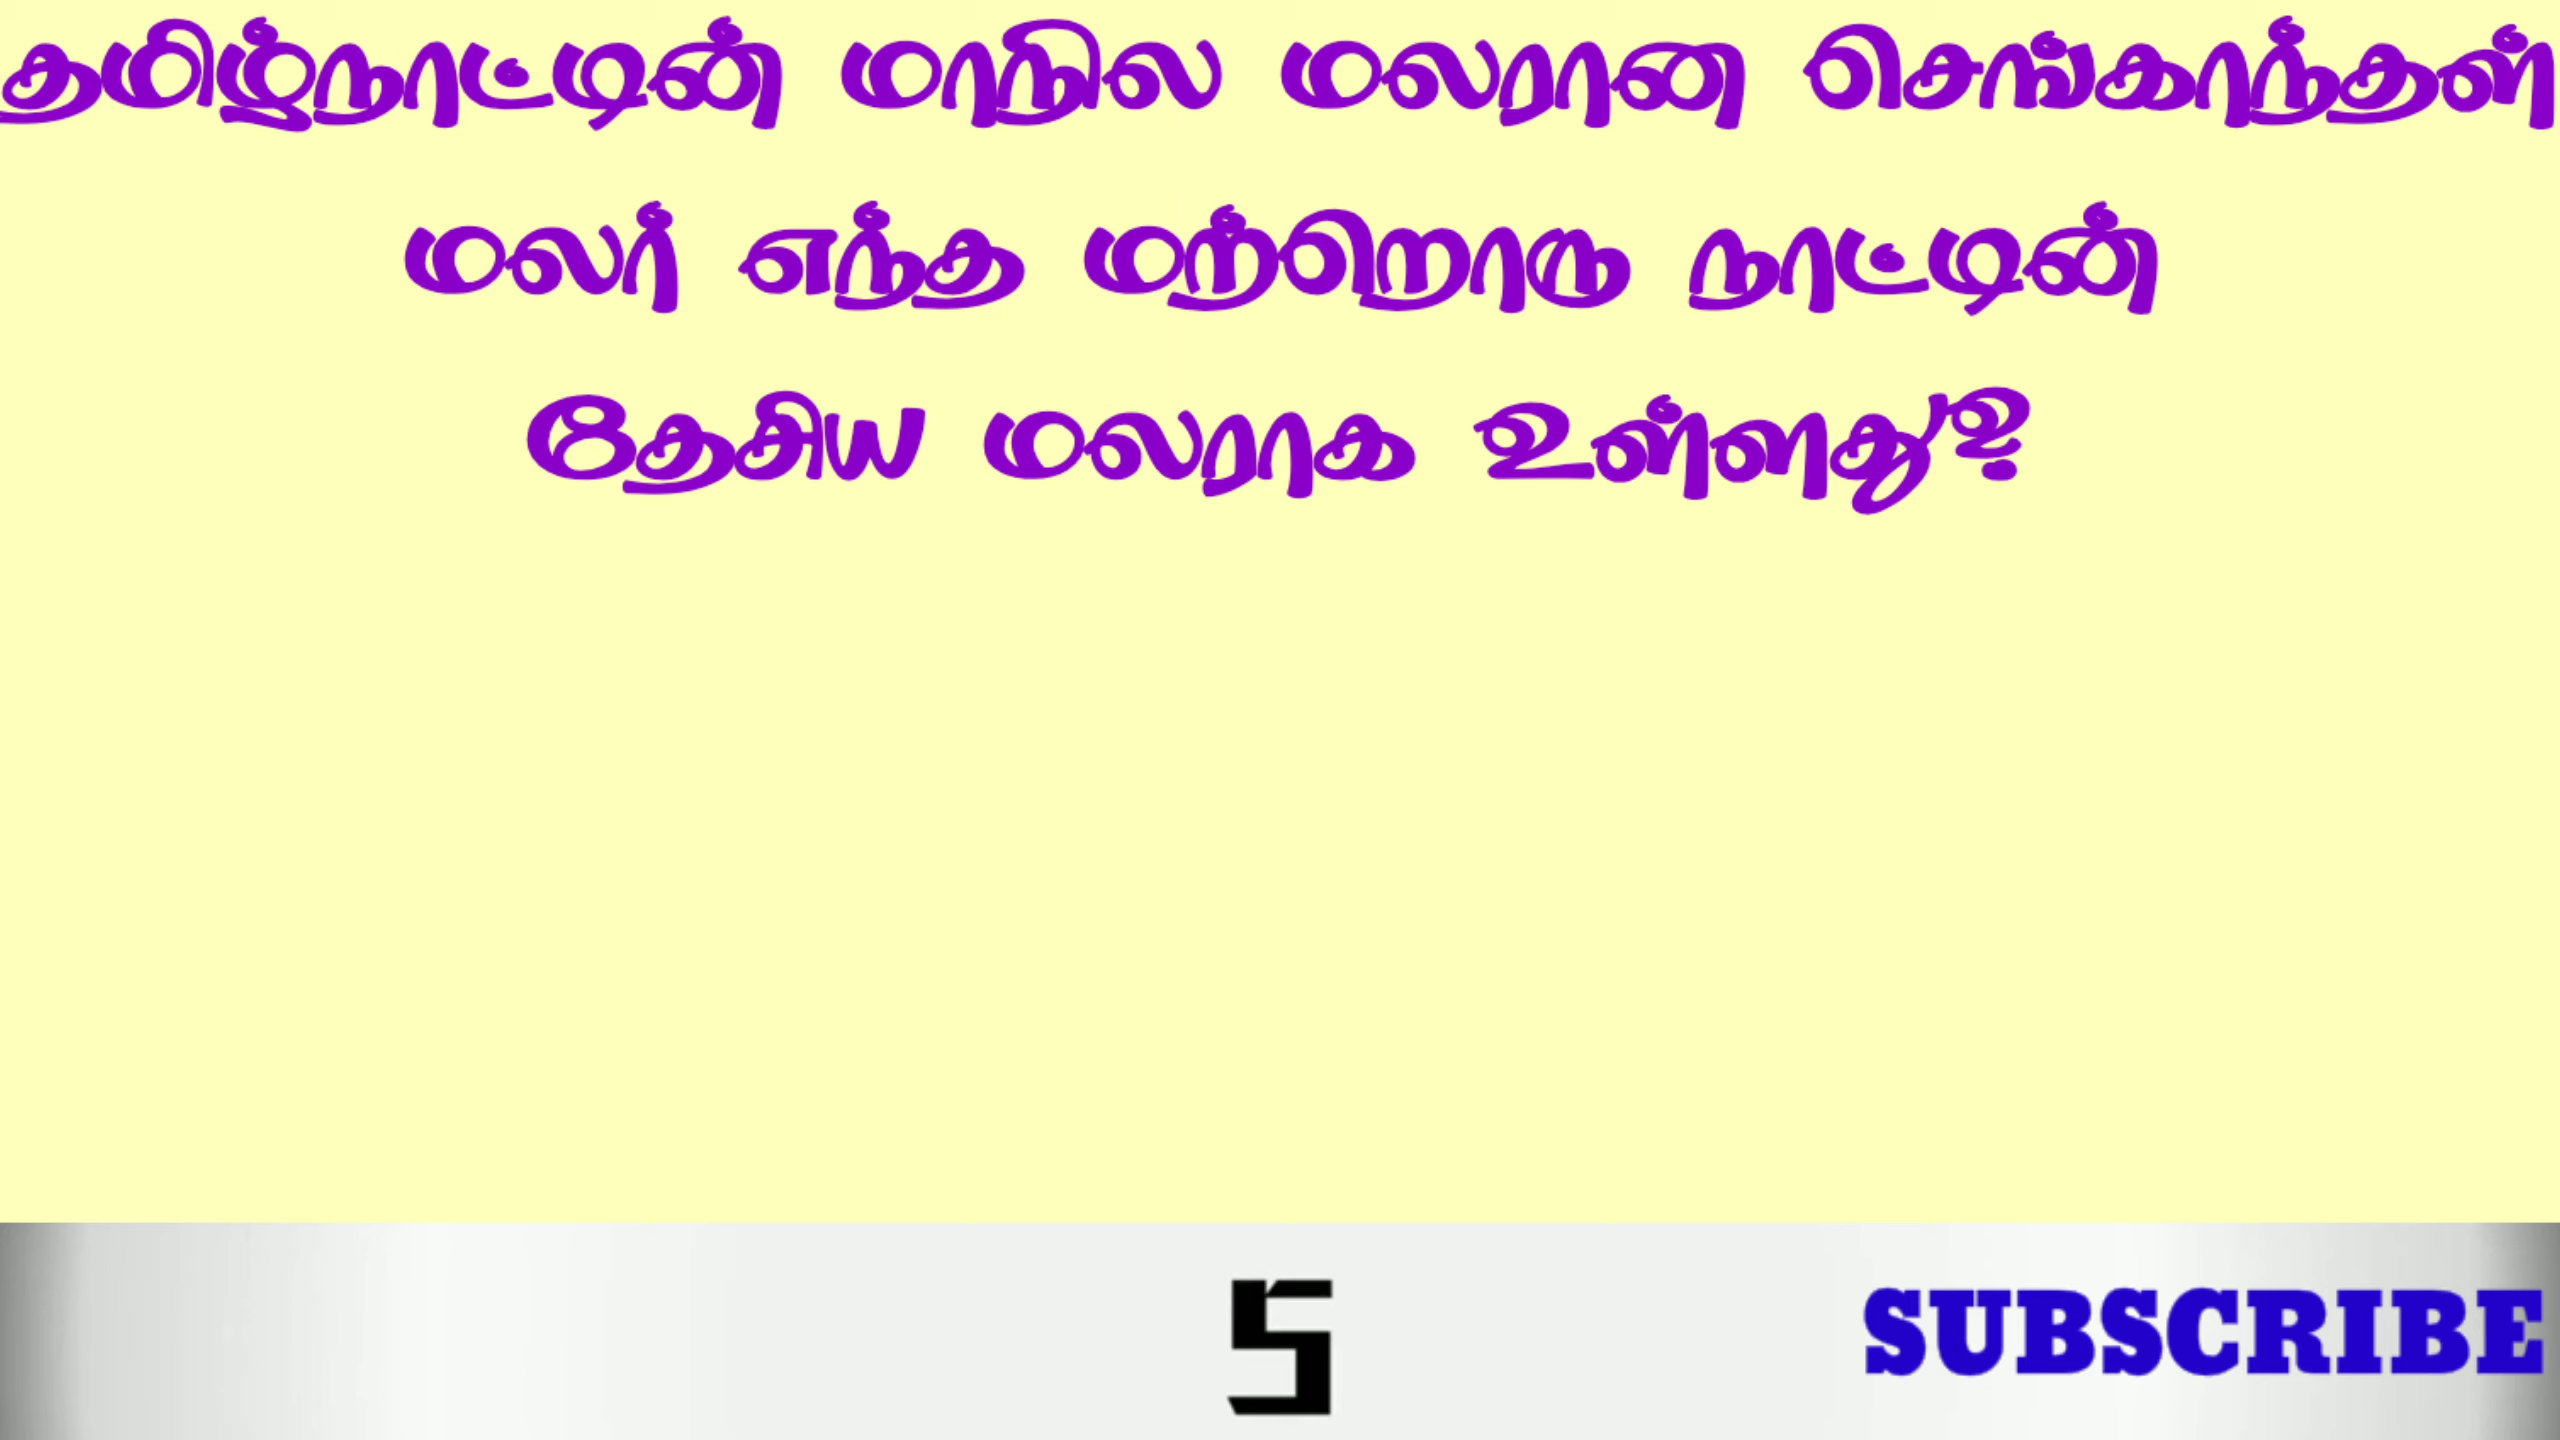 தமிழ்நாட்டின் மாநில மலரான செங்காந்தள்
மலர் எந்த மற்றொரு நாட்டின்
தேசிய மலராக உள்ளது?
5
SUBSCRIBE